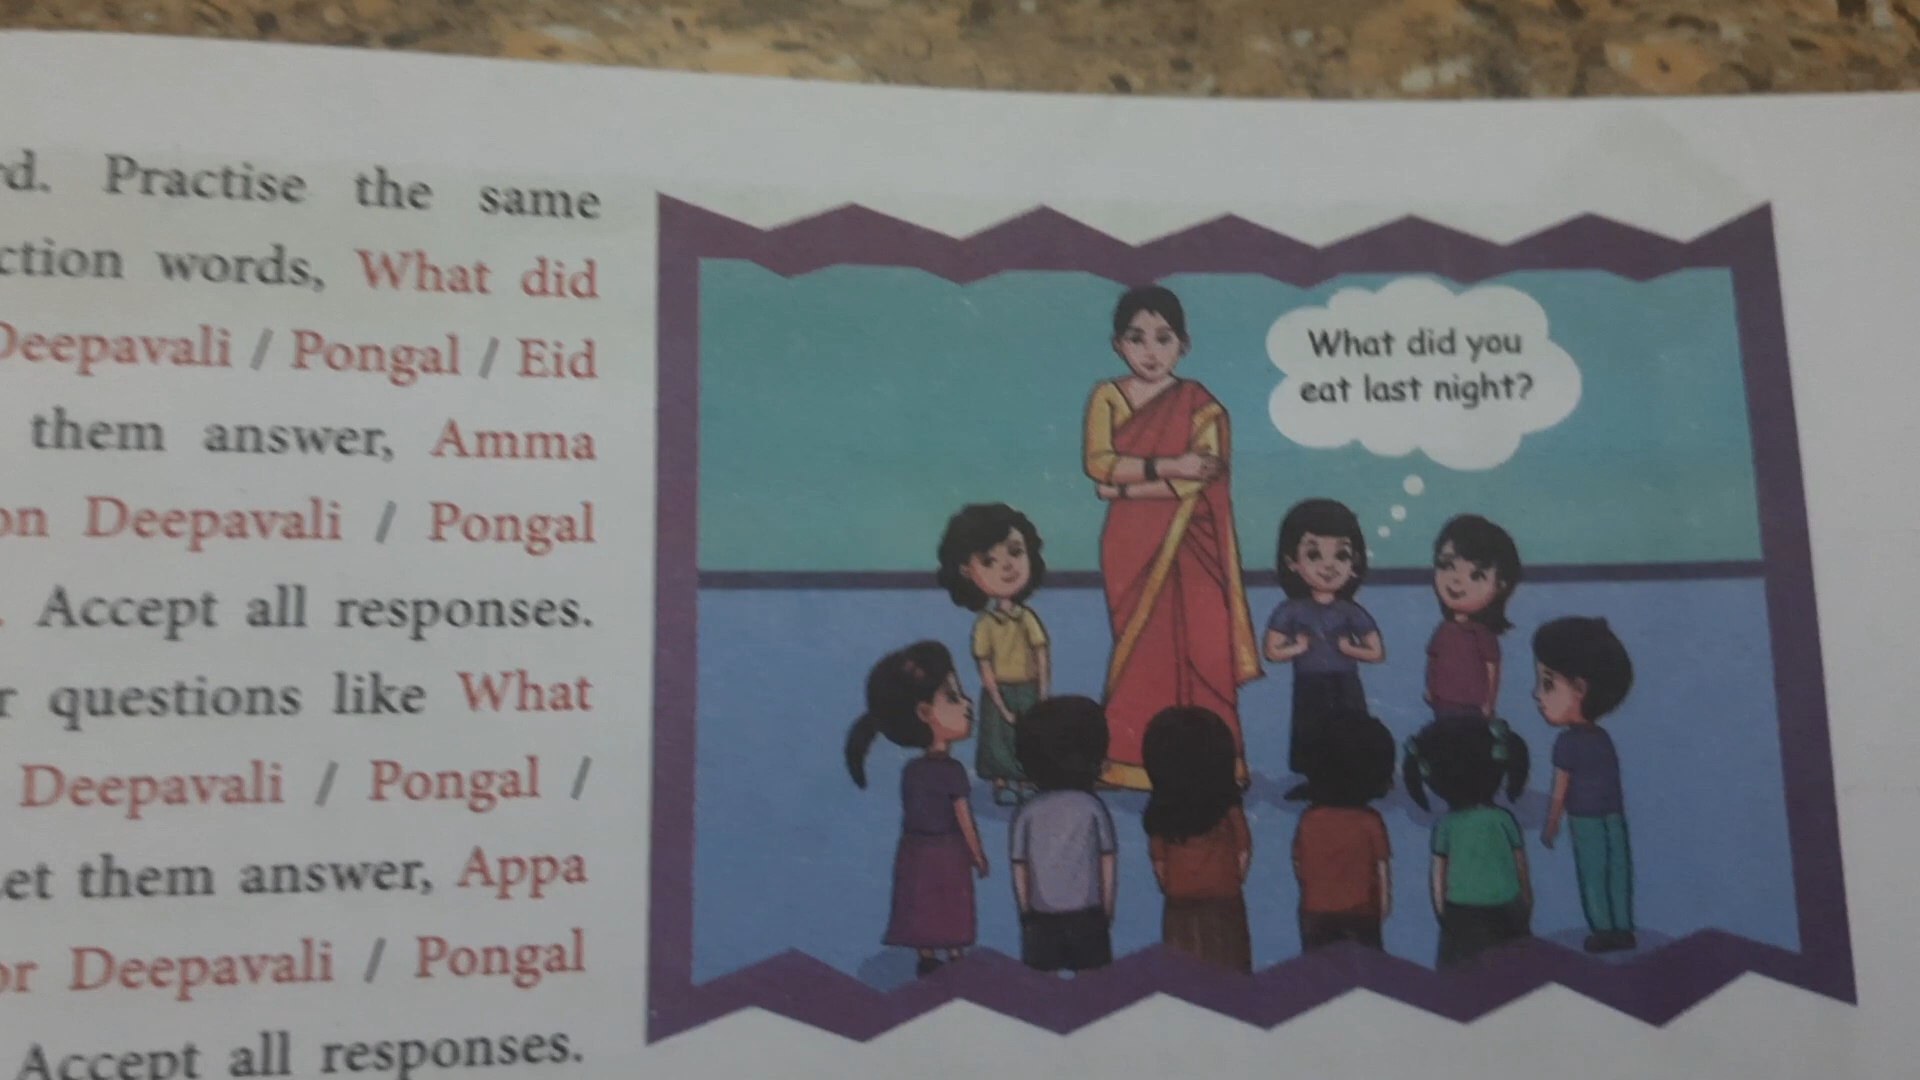 d. Practise the same
ction words, What did
Deepavali / Pongal / Eid
them answer, Amma
on Deepavali / Pongal
. Accept all responses.
r questions like What
Deepavali / Pongal /
Let them answer, Appa
or Deepavali / Pongal
Accept all responses.
What did you
eat last night?